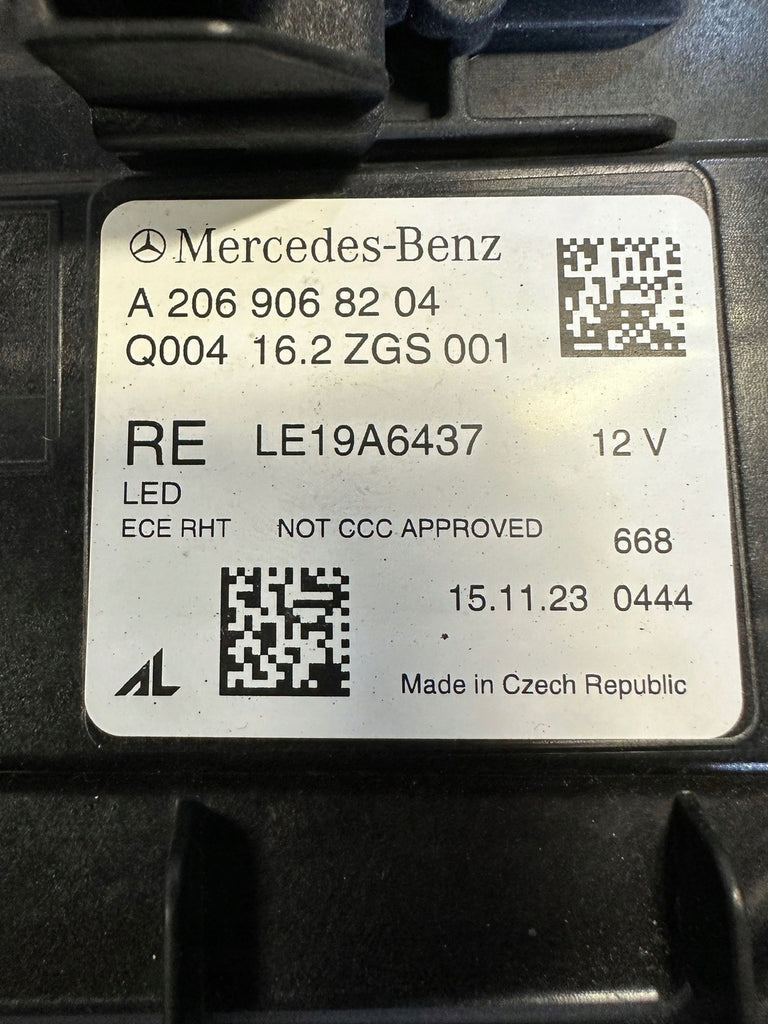 Mercedes-Benz
A 206 906 82 04
Q004 16.2 ZGS 001
RE LE19A6437 12 V
LED
ECE RHT NOT CCC APPROVED 668
15.11.23 0444
AL Made in Czech Republic